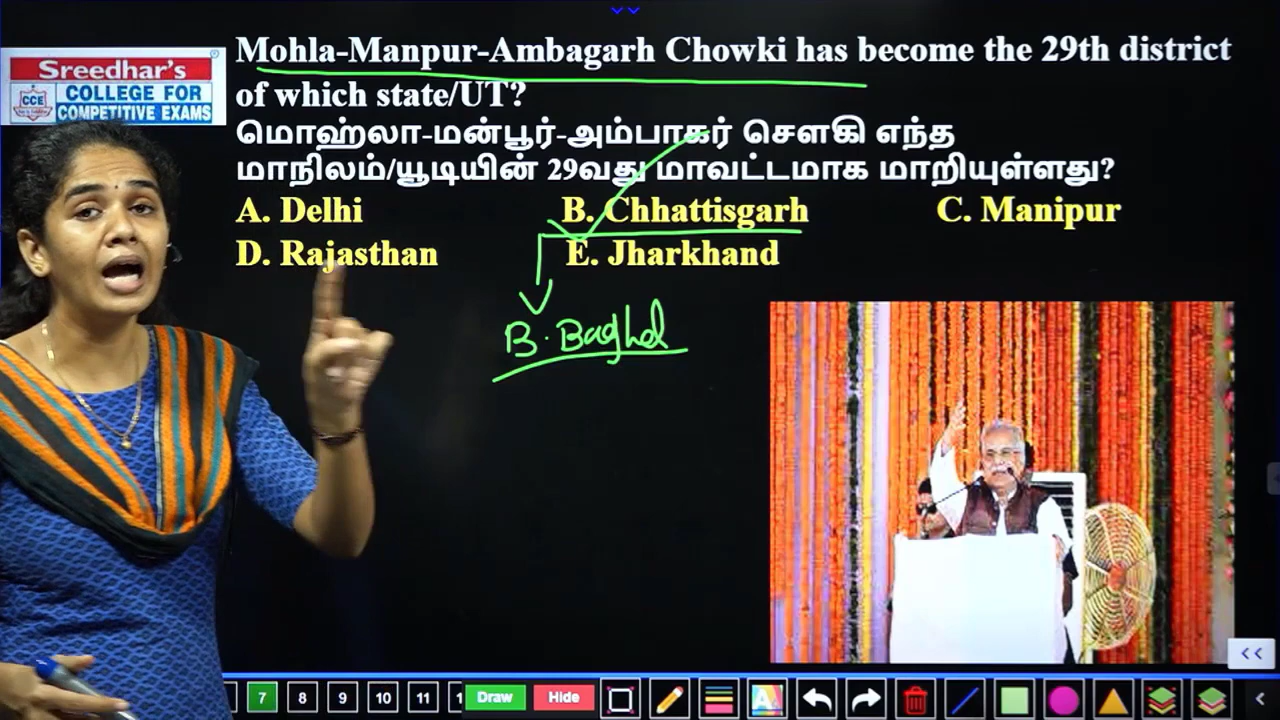 Sreedhar's
CCE
COLLEGE FOR
COMPETITIVE EXAMS
Mohla-Manpur-Ambagarh Chowki has become the 29th district
of which state/UT?
மொஹ்லா-மன்பூர்-அம்பாகர் சௌகி எந்த
மாநிலம்/யூடியின் 29வது மாவட்டமாக மாறியுள்ளது?
A. Delhi B. Chhattisgarh C. Manipur
D. Rajasthan E. Jharkhand
B. Baghel
<<
7 8 9 10 11 1 Draw Hide A